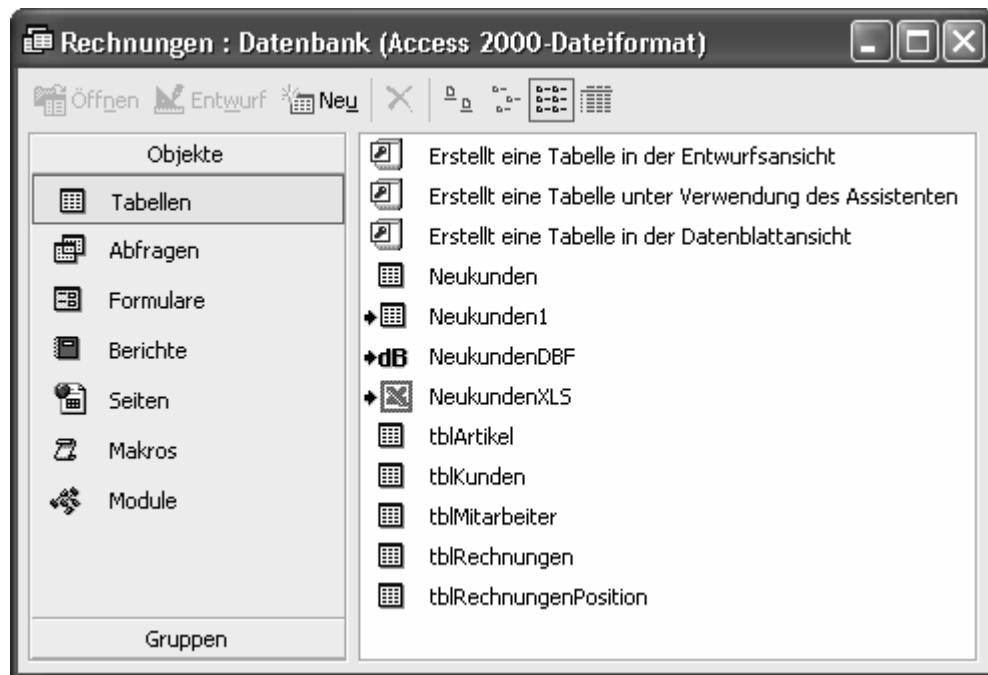 Rechnungen : Datenbank (Access 2000-Dateiformat)
Öffnen Entwurf Neu
Objekte
Tabellen
Abfragen
Formulare
Berichte
Seiten
Makros
Module
Gruppen
Erstellt eine Tabelle in der Entwurfsansicht
Erstellt eine Tabelle unter Verwendung des Assistenten
Erstellt eine Tabelle in der Datenblattansicht
Neukunden
Neukunden1
dB NeukundenDBF
NeukundenXLS
tblArtikel
tblKunden
tblMitarbeiter
tblRechnungen
tblRechnungenPosition